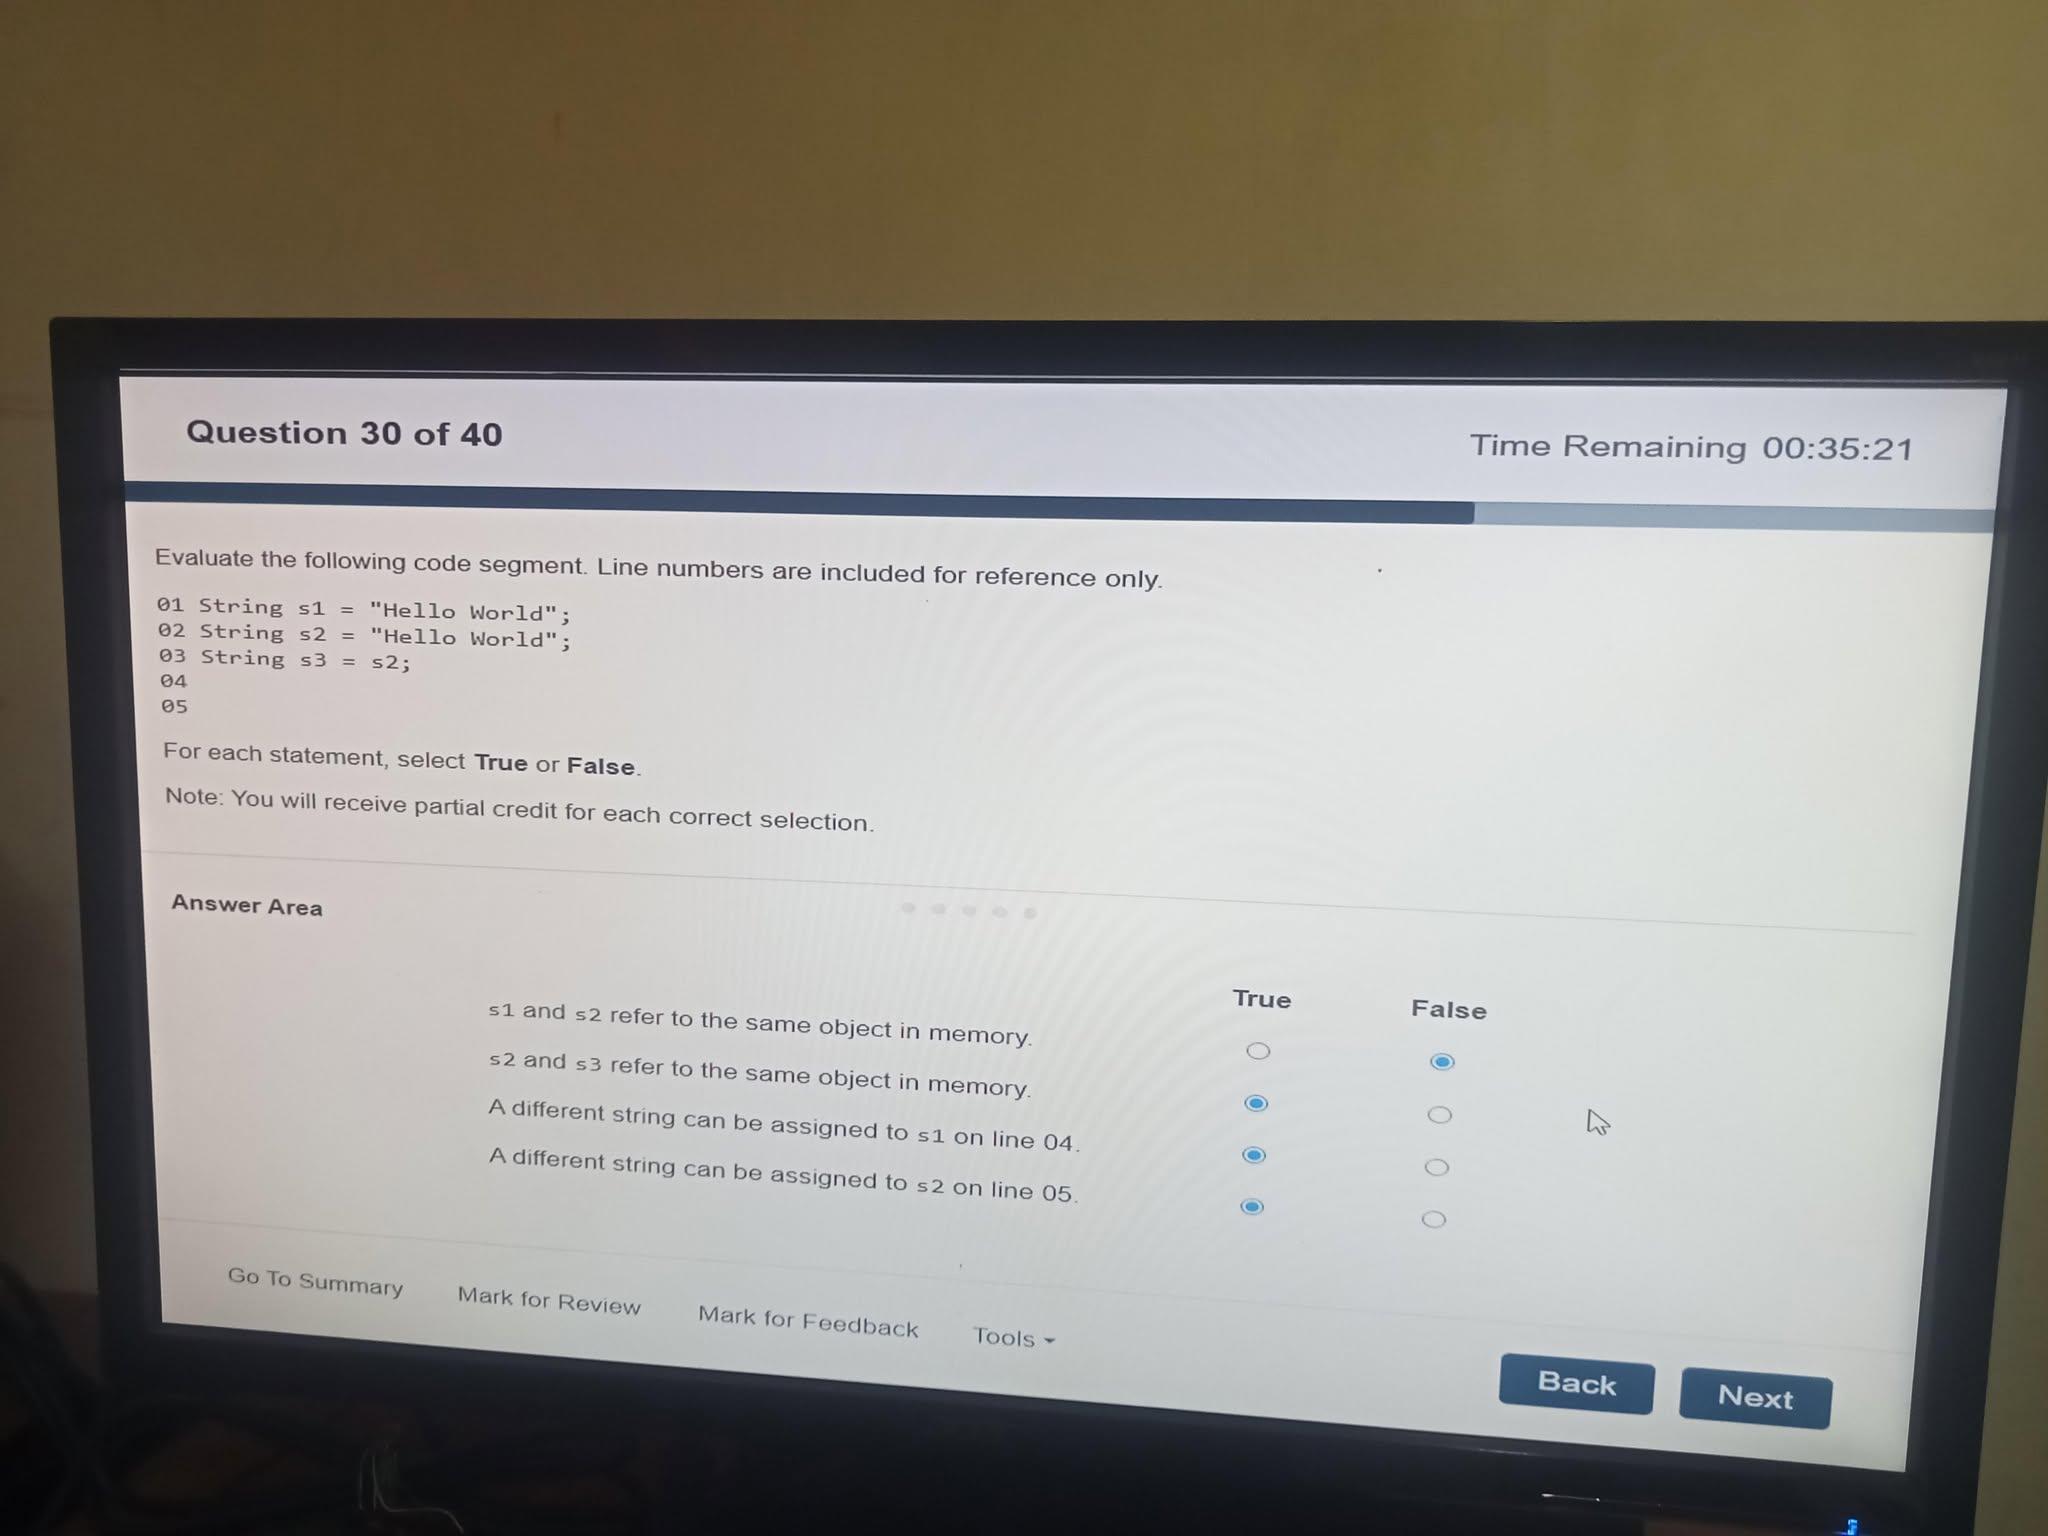 Question 30 of 40
Time Remaining 00:35:21
Evaluate the following code segment. Line numbers are included for reference only.
01 String s1 = "Hello World";
02 String s2 = "Hello World";
03 String s3 = s2;
04
05
For each statement, select True or False.
Note: You will receive partial credit for each correct selection.
Answer Area
True False
s1 and s2 refer to the same object in memory.
s2 and s3 refer to the same object in memory.
A different string can be assigned to s1 on line 04.
A different string can be assigned to s2 on line 05.
Go To Summary Mark for Review Mark for Feedback Tools
Back Next